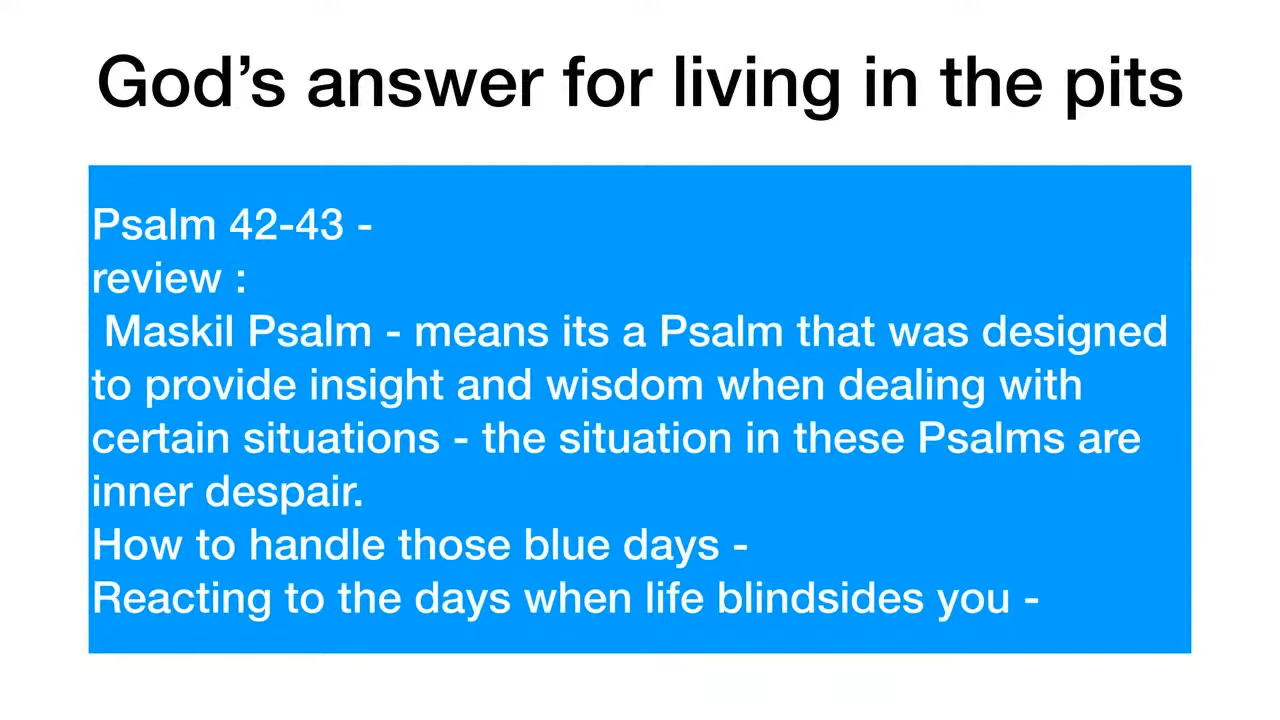 God’s answer for living in the pits
Psalm 42-43 -
review :
Maskil Psalm - means its a Psalm that was designed
to provide insight and wisdom when dealing with
certain situations - the situation in these Psalms are
inner despair.
How to handle those blue days -
Reacting to the days when life blindsides you -